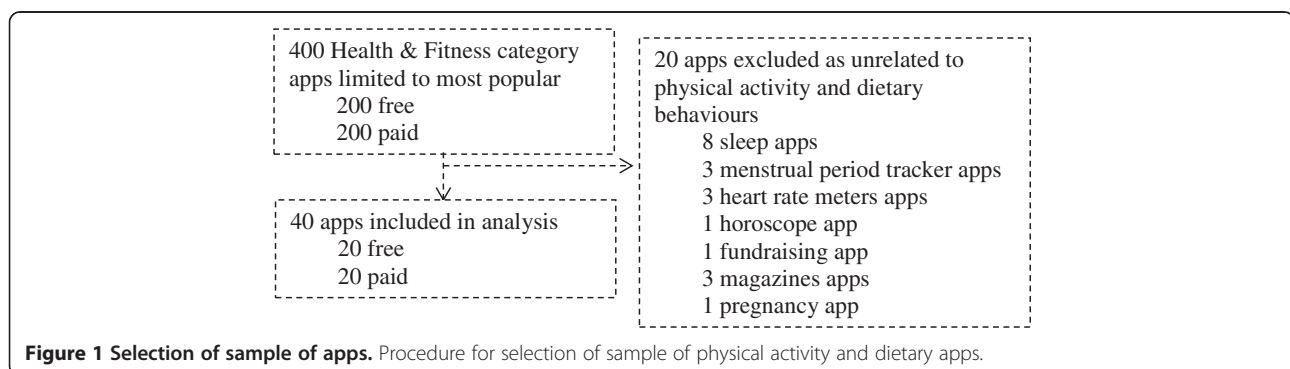 400 Health & Fitness category
apps limited to most popular
200 free
200 paid
40 apps included in analysis
20 free
20 paid
20 apps excluded as unrelated to
physical activity and dietary
behaviours
8 sleep apps
3 menstrual period tracker apps
3 heart rate meters apps
1 horoscope app
1 fundraising app
3 magazines apps
1 pregnancy app
Figure 1 Selection of sample of apps. Procedure for selection of sample of physical activity and dietary apps.